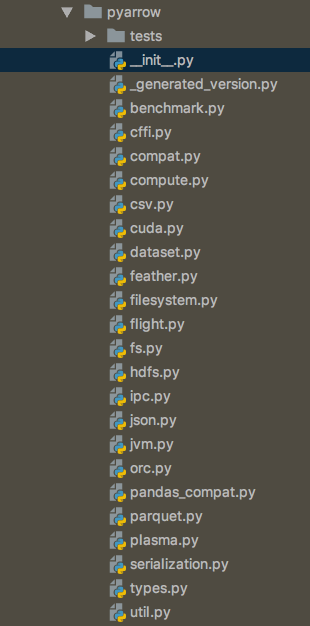 pyarrow
tests
__init__.py
_generated_version.py
benchmark.py
cffi.py
compat.py
compute.py
csv.py
cuda.py
dataset.py
feather.py
filesystem.py
flight.py
fs.py
hdfs.py
ipc.py
json.py
jvm.py
orc.py
pandas_compat.py
parquet.py
plasma.py
serialization.py
types.py
util.py